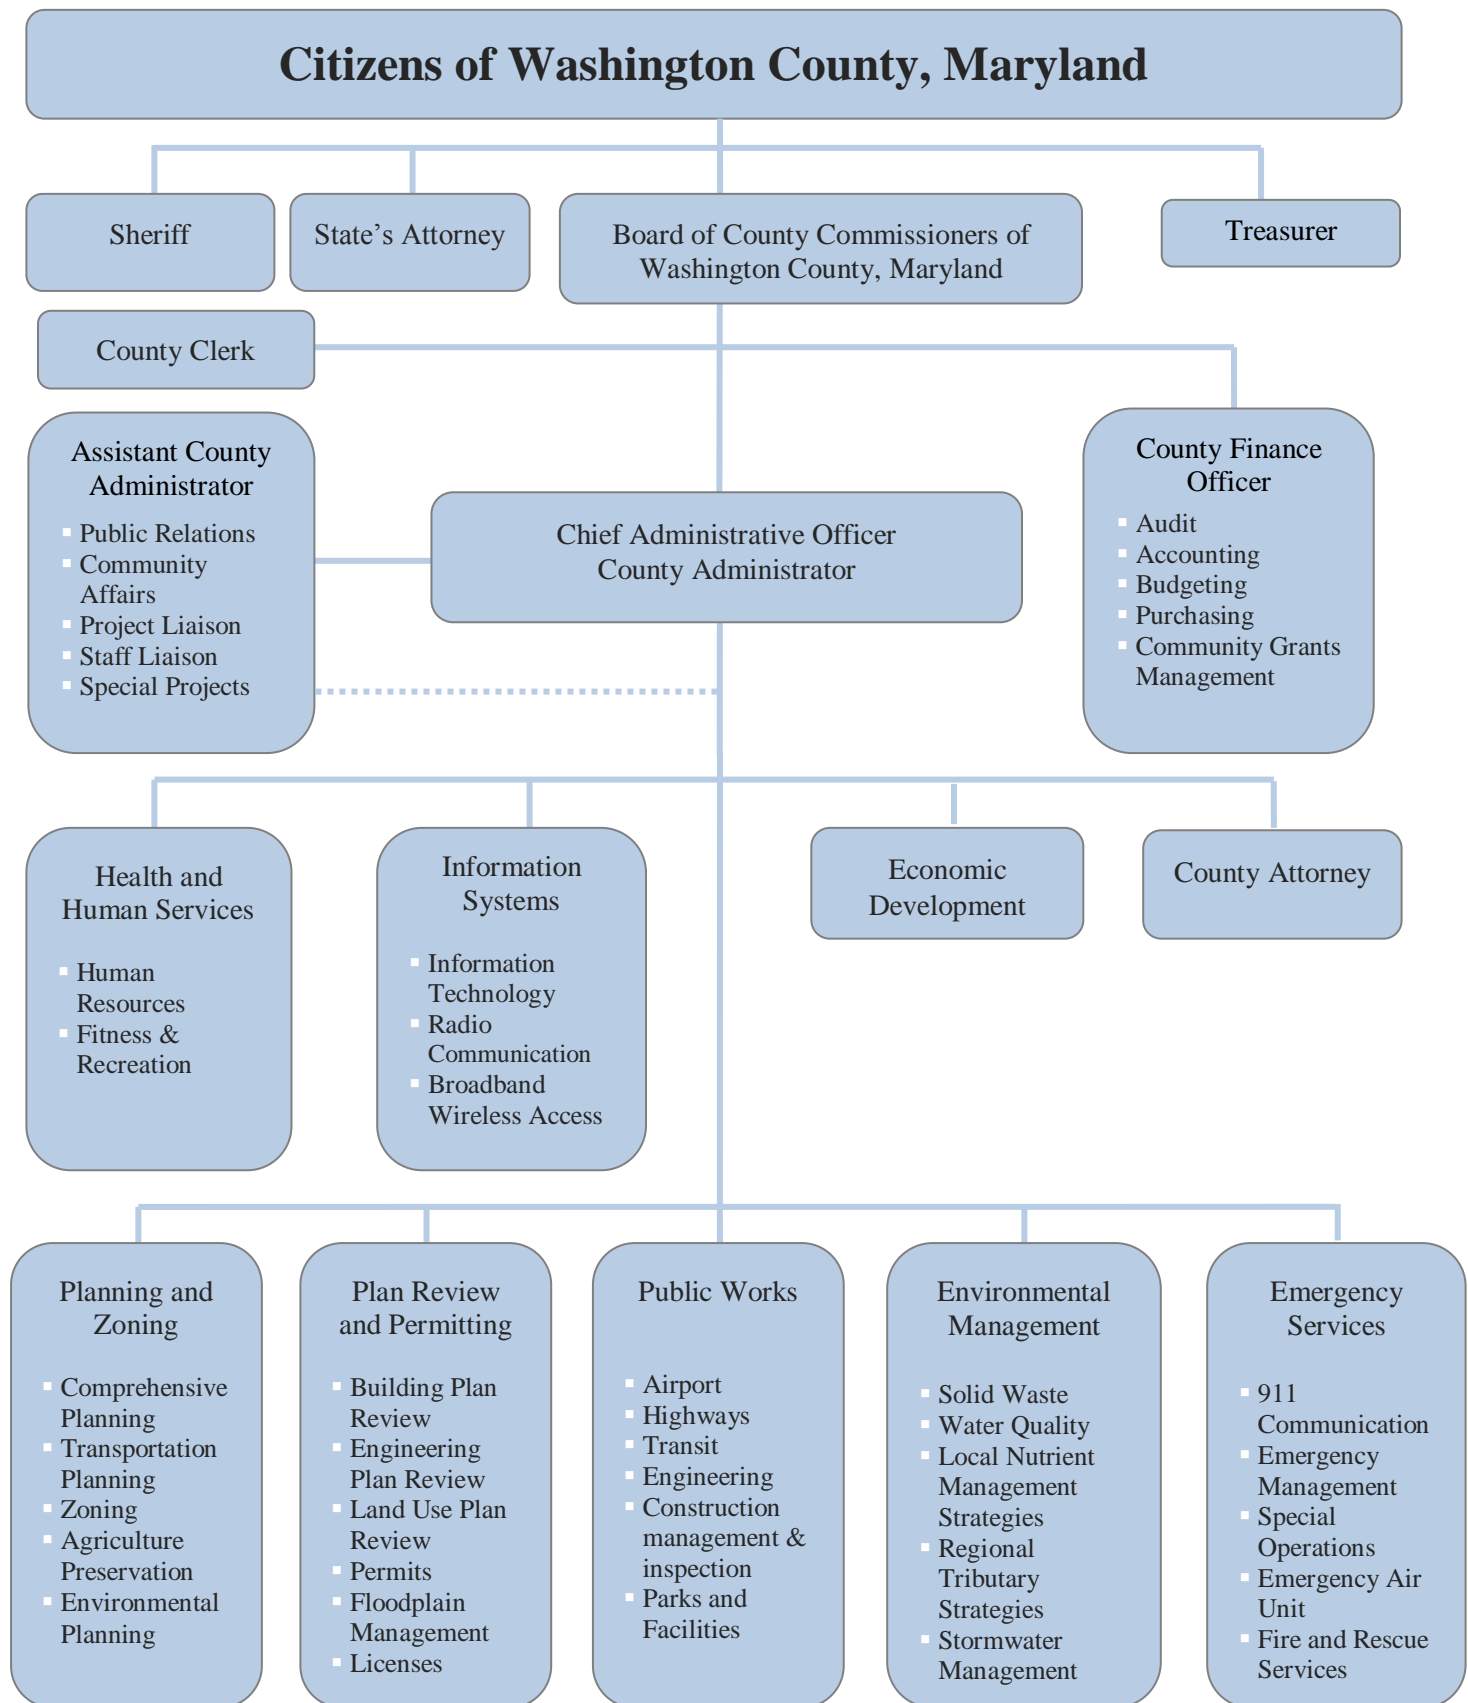 Citizens of Washington County, Maryland
Sheriff
State’s Attorney
Board of County Commissioners of
Washington County, Maryland
Treasurer
County Clerk
Assistant County
Administrator
▪ Public Relations
▪ Community
Affairs
▪ Project Liaison
▪ Staff Liaison
▪ Special Projects
Chief Administrative Officer
County Administrator
County Finance
Officer
▪ Audit
▪ Accounting
▪ Budgeting
▪ Purchasing
▪ Community Grants
Management
Health and
Human Services
▪ Human
Resources
▪ Fitness &
Recreation
Information
Systems
▪ Information
Technology
▪ Radio
Communication
▪ Broadband
Wireless Access
Economic
Development
County Attorney
Planning and
Zoning
▪ Comprehensive
Planning
▪ Transportation
Planning
▪ Zoning
▪ Agriculture
Preservation
▪ Environmental
Planning
Plan Review
and Permitting
▪ Building Plan
Review
▪ Engineering
Plan Review
▪ Land Use Plan
Review
▪ Permits
▪ Floodplain
Management
▪ Licenses
Public Works
▪ Airport
▪ Highways
▪ Transit
▪ Engineering
▪ Construction
management &
inspection
▪ Parks and
Facilities
Environmental
Management
▪ Solid Waste
▪ Water Quality
▪ Local Nutrient
Management
Strategies
▪ Regional
Tributary
Strategies
▪ Stormwater
Management
Emergency
Services
▪ 911
Communication
▪ Emergency
Management
▪ Special
Operations
▪ Emergency Air
Unit
▪ Fire and Rescue
Services